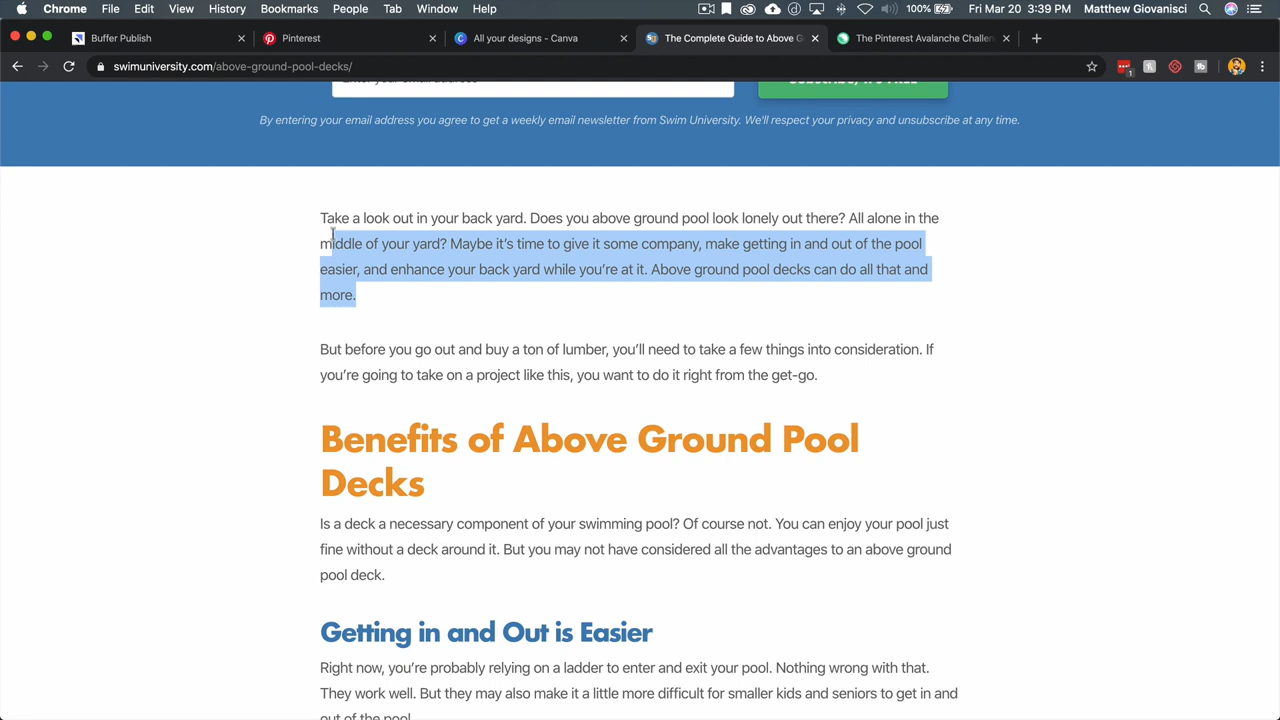 Chrome File Edit View History Bookmarks People Tab Window Help 100% Fri Mar 20 3:39 PM Matthew Giovanisci
Buffer Publish Pinterest All your designs - Canva The Complete Guide to Above G The Pinterest Avalanche Challen
swimuniversity.com/above-ground-pool-decks/
By entering your email address you agree to get a weekly email newsletter from Swim University. We'll respect your privacy and unsubscribe at any time.
Take a look out in your back yard. Does you above ground pool look lonely out there? All alone in the
middle of your yard? Maybe it's time to give it some company, make getting in and out of the pool
easier, and enhance your back yard while you're at it. Above ground pool decks can do all that and
more.
But before you go out and buy a ton of lumber, you'll need to take a few things into consideration. If
you're going to take on a project like this, you want to do it right from the get-go.
Benefits of Above Ground Pool
Decks
Is a deck a necessary component of your swimming pool? Of course not. You can enjoy your pool just
fine without a deck around it. But you may not have considered all the advantages to an above ground
pool deck.
Getting in and Out is Easier
Right now, you're probably relying on a ladder to enter and exit your pool. Nothing wrong with that.
They work well. But they may also make it a little more difficult for smaller kids and seniors to get in and
out of the pool